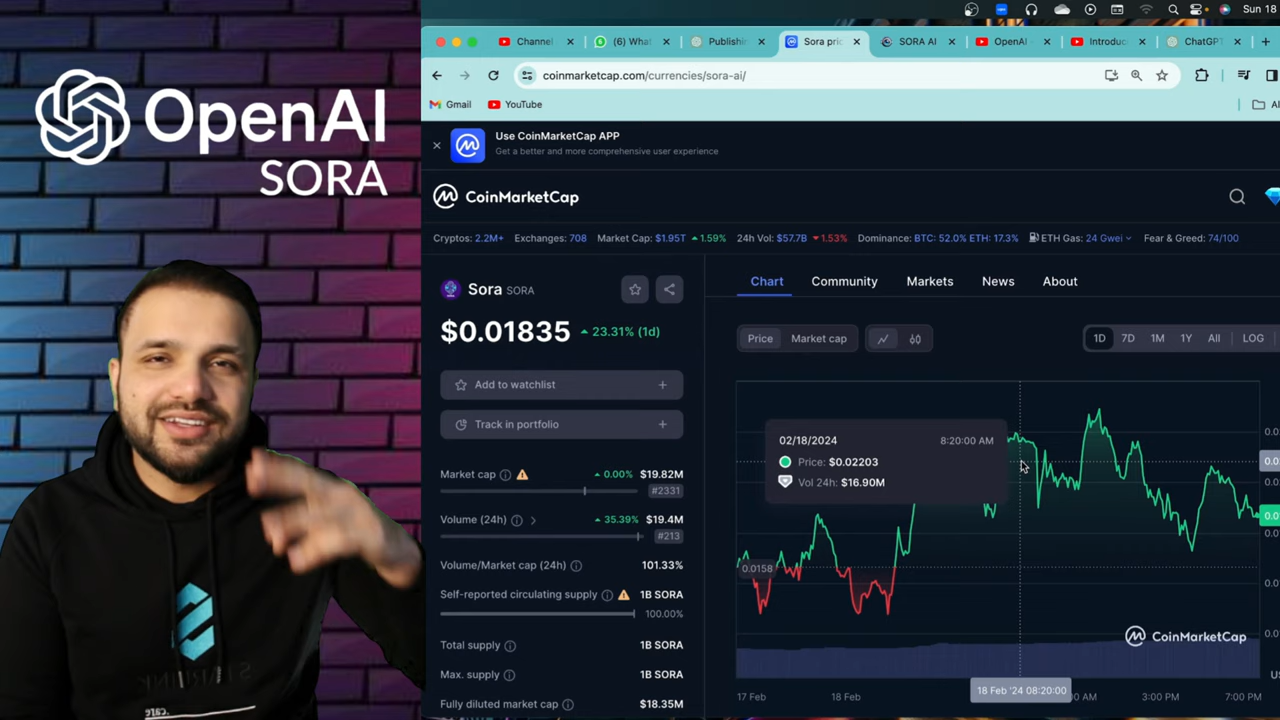 OpenAI
SORA
Sun 18
Channel
(6) What
Publishin
Sora pric
SORA AI
OpenAI
Introduc
ChatGPT
coinmarketcap.com/currencies/sora-ai/
Gmail
YouTube
Use CoinMarketCap APP
Get a better and more comprehensive user experience
CoinMarketCap
Cryptos: 2.2M+ Exchanges: 708 Market Cap: $1.95T 1.59% 24h Vol: $57.7B 1.53% Dominance: BTC: 52.0% ETH: 17.3% ETH Gas: 24 Gwei Fear & Greed: 74/100
Sora SORA
$0.01835 23.31% (1d)
Add to watchlist +
Track in portfolio +
Market cap 0.00% $19.82M
#2331
Volume (24h) 35.39% $19.4M
#213
Volume/Market cap (24h) 101.33%
Self-reported circulating supply 1B SORA
100.00%
Total supply 1B SORA
Max. supply 1B SORA
Fully diluted market cap $18.35M
Chart Community Markets News About
Price Market cap
1D 7D 1M 1Y All LOG
02/18/2024 8:20:00 AM
Price: $0.02203
Vol 24h: $16.90M
0.0158
CoinMarketCap
17 Feb 18 Feb 18 Feb '24 08:20:00 AM 3:00 PM 7:00 PM
STARLINK
.care